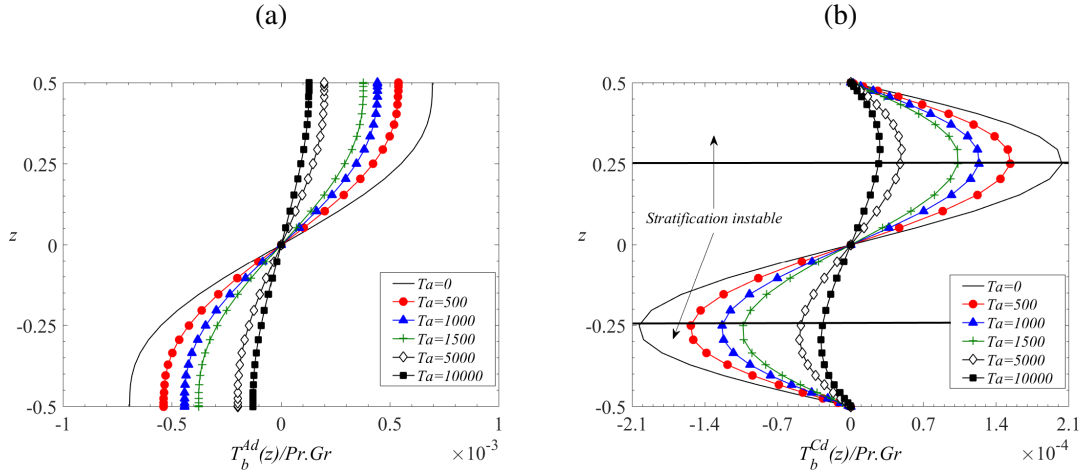 (a)
0.5
0.25
z
0
-0.25
-0.5
-1
-0.5
0
0.5
1
T_b^{Ad}(z)/Pr.Gr
×10^{-3}
Ta=0
Ta=500
Ta=1000
Ta=1500
Ta=5000
Ta=10000
(b)
0.5
0.25
z
0
-0.25
-0.5
Stratification instable
Ta=0
Ta=500
Ta=1000
Ta=1500
Ta=5000
Ta=10000
-2.1
-1.4
-0.7
0
0.7
1.4
2.1
T_b^{Cd}(z)/Pr.Gr
×10^{-4}